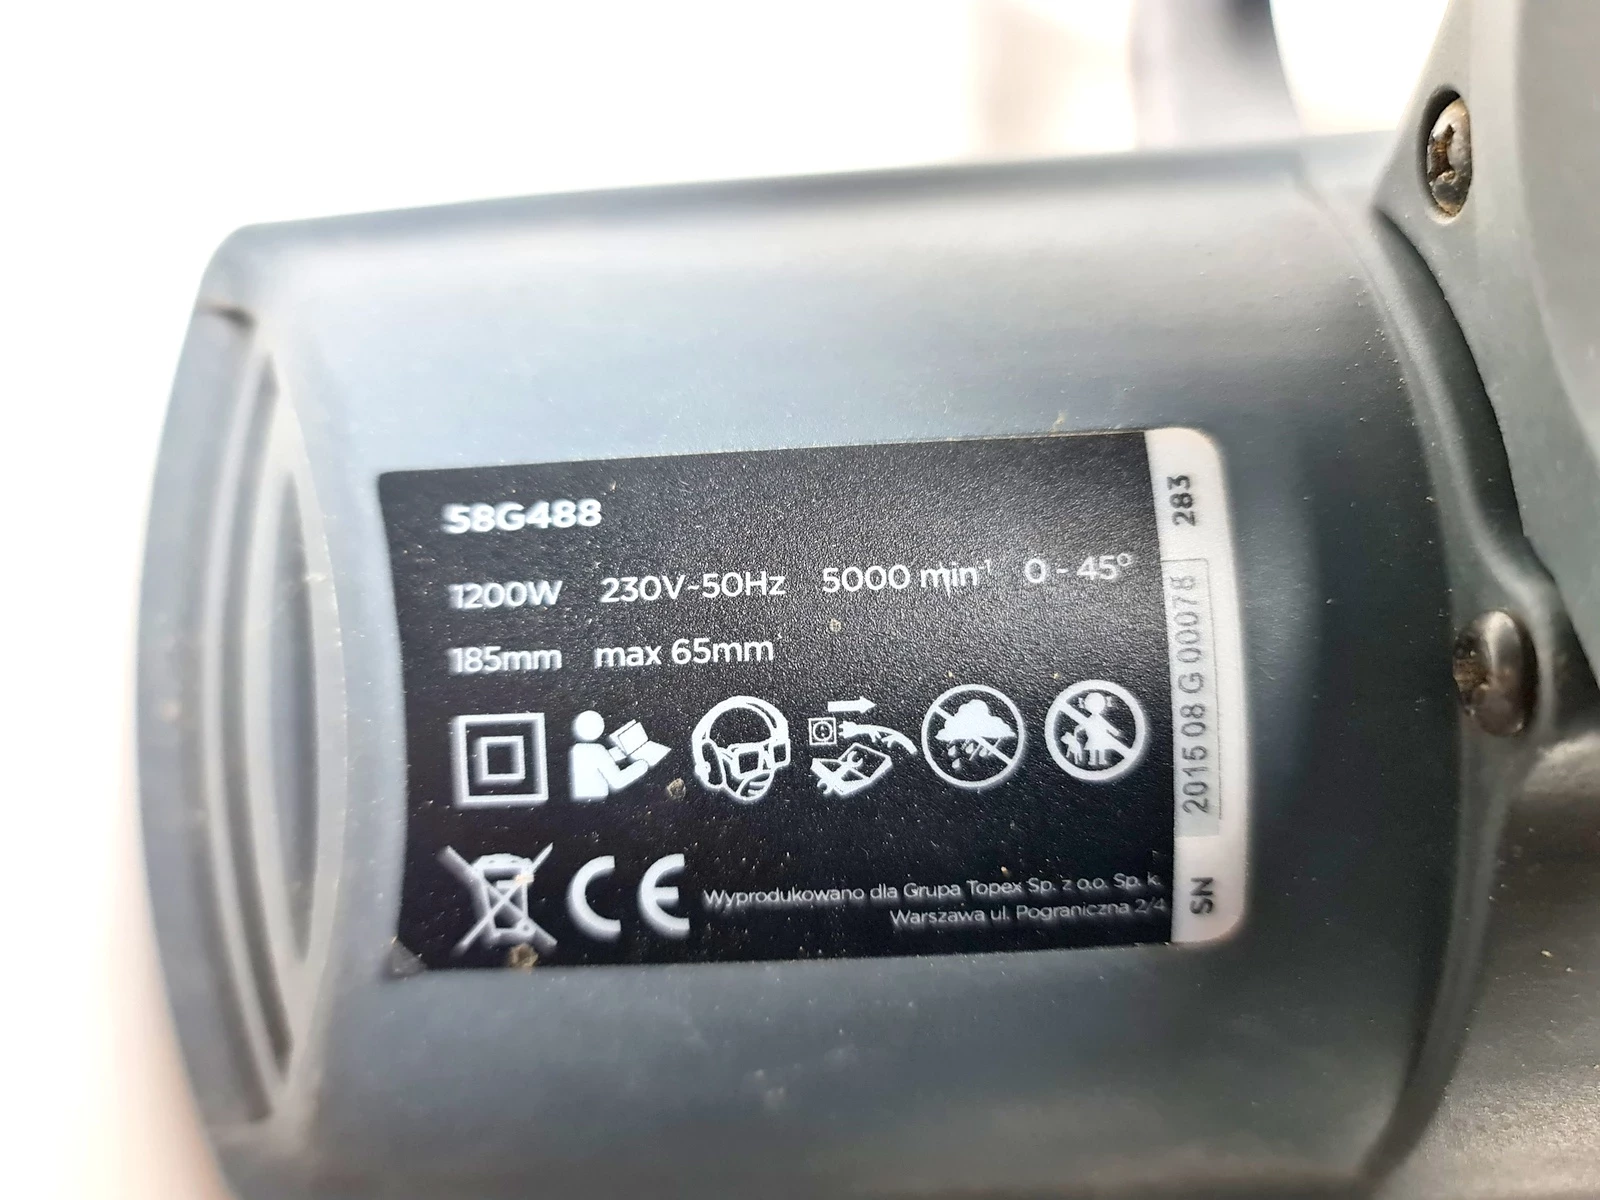 58G488
1200W 230V~50Hz 5000 min⁻¹ 0 - 45°
185mm max 65mm
CE
Wyprodukowano dla Grupa Topex Sp. z o.o. Sp. k.
Warszawa ul. Pograniczna 2/4
SN 2015 08 G 00078 283